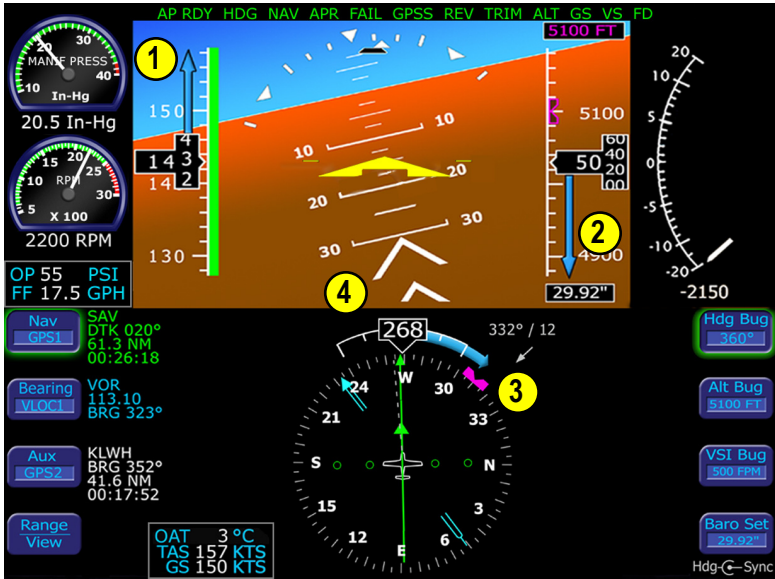 AP RDY HDG NAV APR FAIL GPSS REV TRIM ALT GS VS FD
10
20
30
40
MANIF PRESS
In-Hg
20.5 In-Hg
5
10
15
20
25
30
RPM
X 100
2200 RPM
OP 55 PSI
FF 17.5 GPH
1
150
14
4
3
2
14
130
10
10
20
20
30
30
4
5100 FT
5100
50
60
40
20
00
4900
2
29.92"
20
10
5
0
-5
-10
-20
-2150
Nav
GPS1
SAV
DTK 020°
61.3 NM
00:26:18
Bearing
VLOC1
VOR
113.10
BRG 323°
Aux
GPS2
KLWH
BRG 352°
41.6 NM
00:17:52
Range
View
268
332° / 12
3
W
30
33
N
3
6
E
12
15
S
21
24
OAT 3 °C
TAS 157 KTS
GS 150 KTS
Hdg Bug
360°
Alt Bug
5100 FT
VSI Bug
500 FPM
Baro Set
29.92"
Hdg Sync